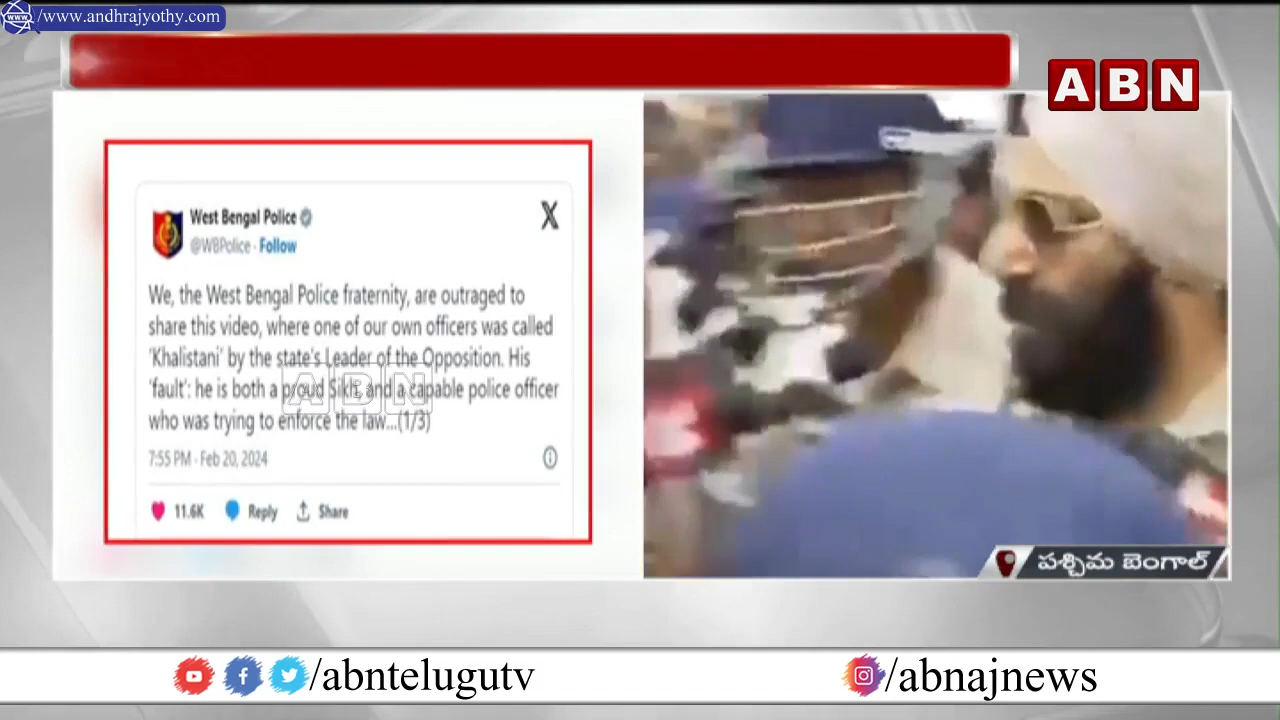 www. /www.andhrajyothy.com
ABN
West Bengal Police
@WBPolice · Follow
X
We, the West Bengal Police fraternity, are outraged to
share this video, where one of our own officers was called
'Khalistani' by the state's Leader of the Opposition. His
'fault': he is both a proud Sikh, and a capable police officer
who was trying to enforce the law...(1/3)
ABN
7:55 PM · Feb 20, 2024
11.6K Reply Share
పశ్చిమ బెంగాల్
/abntelugutv
/abnajnews